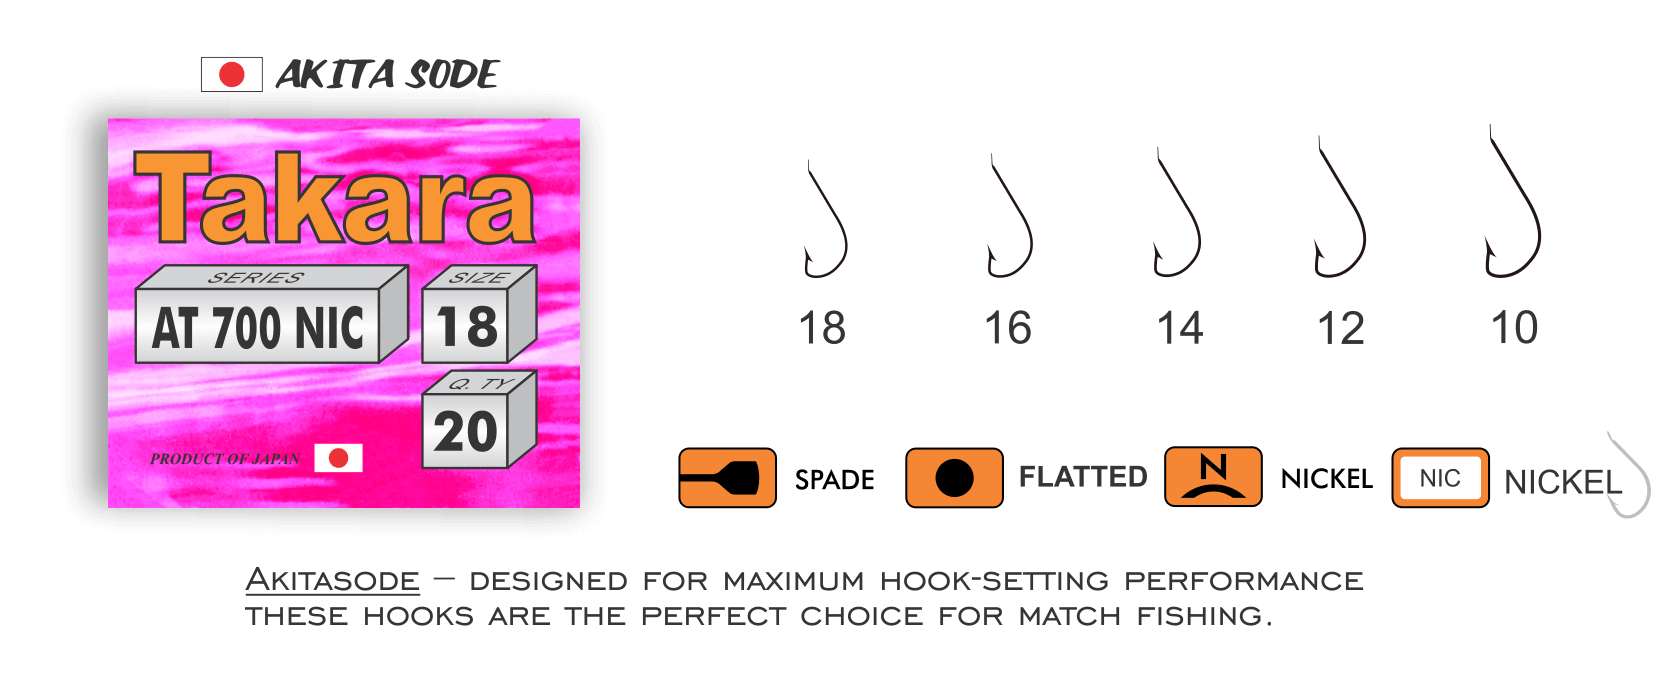 AKITA SODE
Takara
SERIES
AT 700 NIC
SIZE
18
Q. TY
20
PRODUCT OF JAPAN
18 16 14 12 10
SPADE FLATTED N NICKEL NIC NICKEL
AKITASODE – DESIGNED FOR MAXIMUM HOOK-SETTING PERFORMANCE
THESE HOOKS ARE THE PERFECT CHOICE FOR MATCH FISHING.